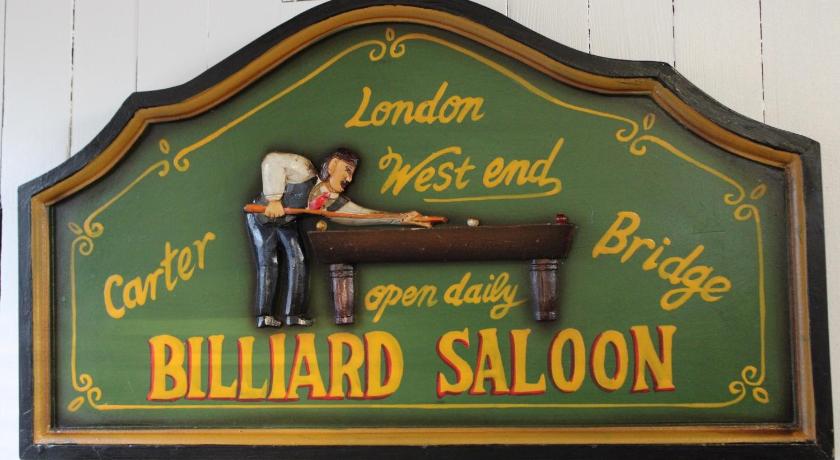 London
West end
Carter
Bridge
open daily
BILLIARD SALOON